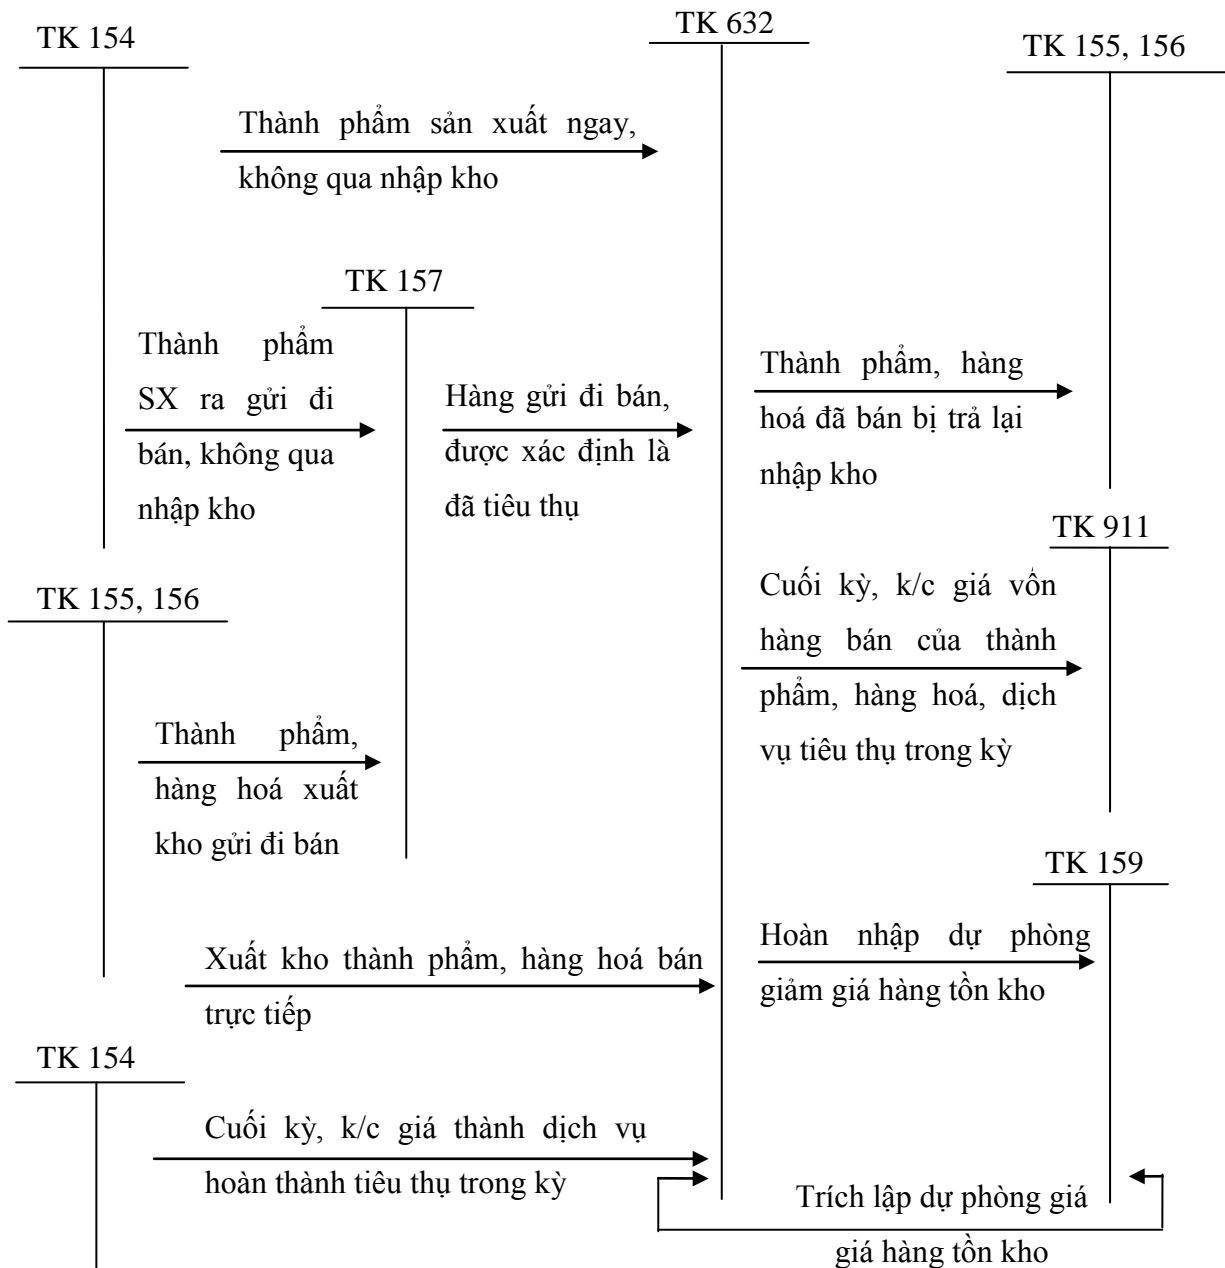 TK 154
TK 632
TK 155, 156
Thành phẩm sản xuất ngay,
không qua nhập kho
TK 157
Thành phẩm
SX ra gửi đi
bán, không qua
nhập kho
Hàng gửi đi bán,
được xác định là
đã tiêu thụ
Thành phẩm, hàng
hoá đã bán bị trả lại
nhập kho
TK 911
TK 155, 156
Cuối kỳ, k/c giá vốn
hàng bán của thành
phẩm, hàng hoá, dịch
vụ tiêu thụ trong kỳ
Thành phẩm,
hàng hoá xuất
kho gửi đi bán
TK 159
Xuất kho thành phẩm, hàng hoá bán
trực tiếp
Hoàn nhập dự phòng
giảm giá hàng tồn kho
TK 154
Cuối kỳ, k/c giá thành dịch vụ
hoàn thành tiêu thụ trong kỳ
Trích lập dự phòng giá
giá hàng tồn kho